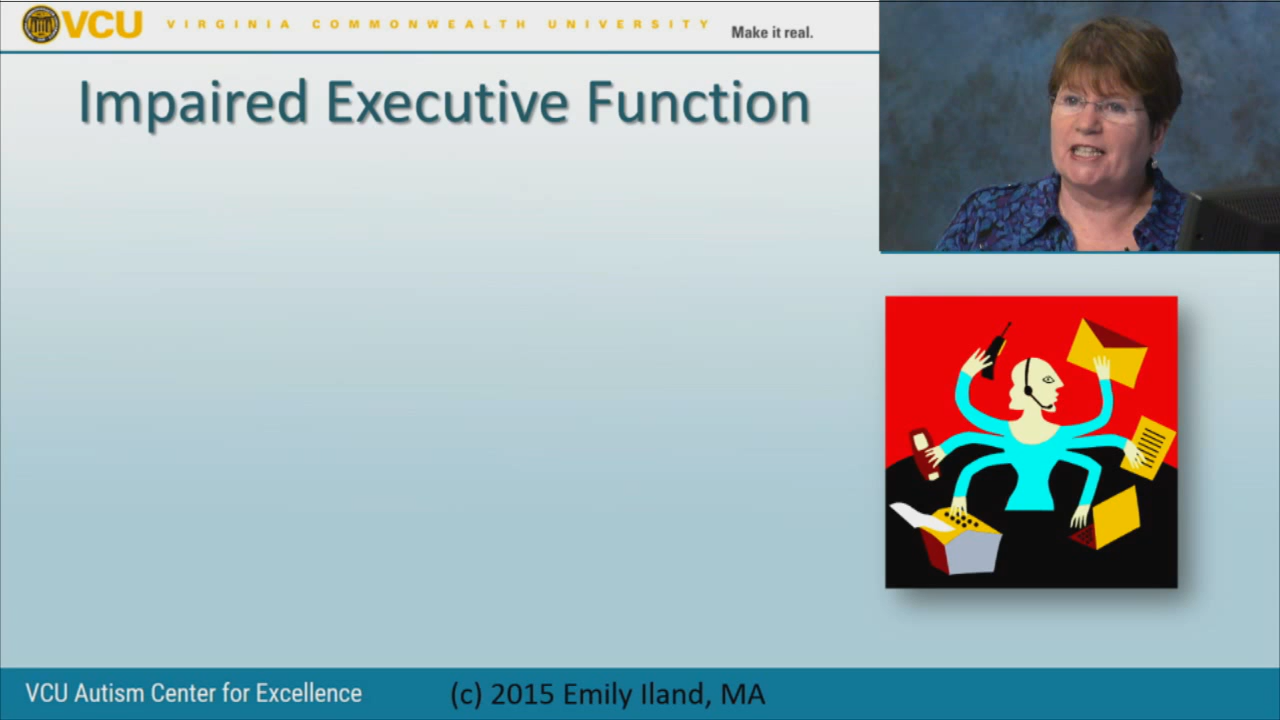 VCU VIRGINIA COMMONWEALTH UNIVERSITY Make it real.
Impaired Executive Function
VCU Autism Center for Excellence (c) 2015 Emily Iland, MA